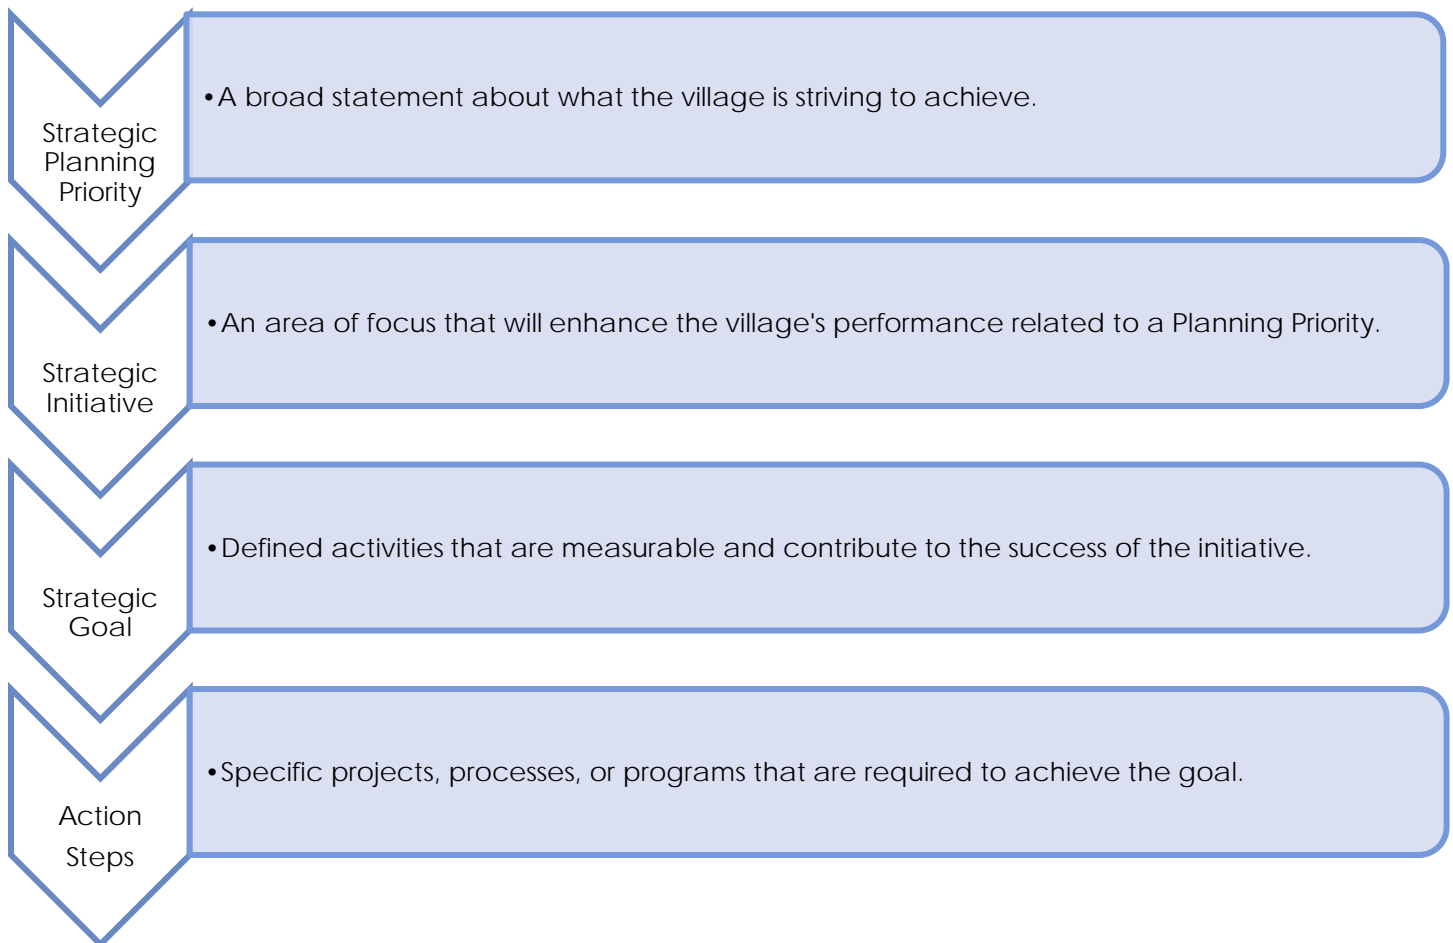 Strategic
Planning
Priority
•A broad statement about what the village is striving to achieve.
Strategic
Initiative
•An area of focus that will enhance the village's performance related to a Planning Priority.
Strategic
Goal
•Defined activities that are measurable and contribute to the success of the initiative.
Action
Steps
•Specific projects, processes, or programs that are required to achieve the goal.